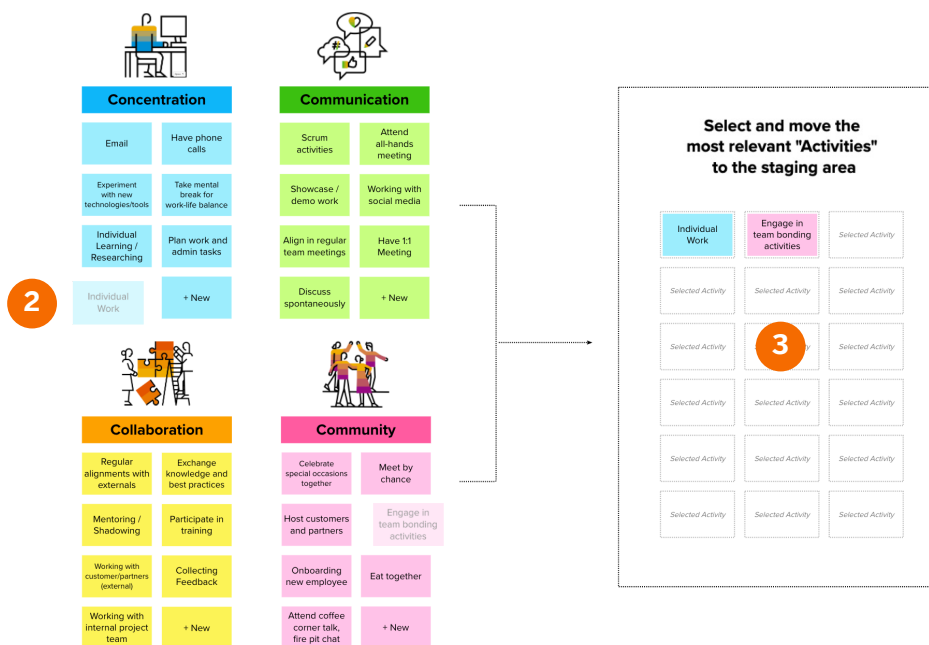 Concentration
Email
Have phone
calls
Experiment
with new
technologies/tools
Take mental
break for
work-life balance
Individual
Learning /
Researching
Plan work and
admin tasks
2
Individual
Work
+ New
Communication
Scrum
activities
Attend
all-hands
meeting
Showcase /
demo work
Working with
social media
Align in regular
team meetings
Have 1:1
Meeting
Discuss
spontaneously
+ New
Collaboration
Regular
alignments with
externals
Exchange
knowledge and
best practices
Mentoring /
Shadowing
Participate in
training
Working with
customer/partners
(external)
Collecting
Feedback
Working with
internal project
team
+ New
Community
Celebrate
special occasions
together
Meet by
chance
Host customers
and partners
Engage in
team bonding
activities
Onboarding
new employee
Eat together
Attend coffee
corner talk,
fire pit chat
+ New
Select and move the
most relevant "Activities"
to the staging area
Individual
Work
Engage in
team bonding
activities
Selected Activity
Selected Activity
Selected Activity
Selected Activity
Selected Activity
3
Selected Activity
Selected Activity
Selected Activity
Selected Activity
Selected Activity
Selected Activity
Selected Activity
Selected Activity
Selected Activity
Selected Activity